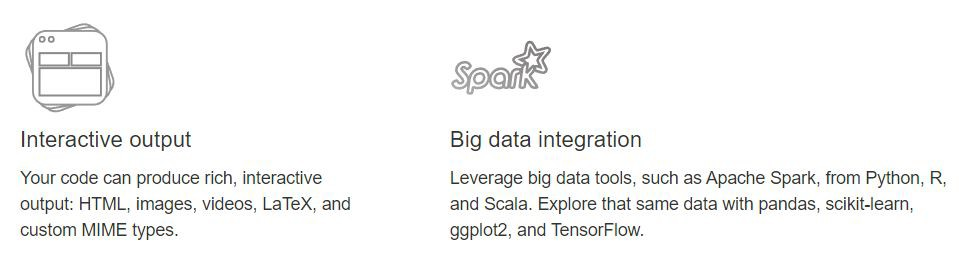 Spark
Interactive output
Your code can produce rich, interactive
output: HTML, images, videos, LaTeX, and
custom MIME types.
Big data integration
Leverage big data tools, such as Apache Spark, from Python, R,
and Scala. Explore that same data with pandas, scikit-learn,
ggplot2, and TensorFlow.